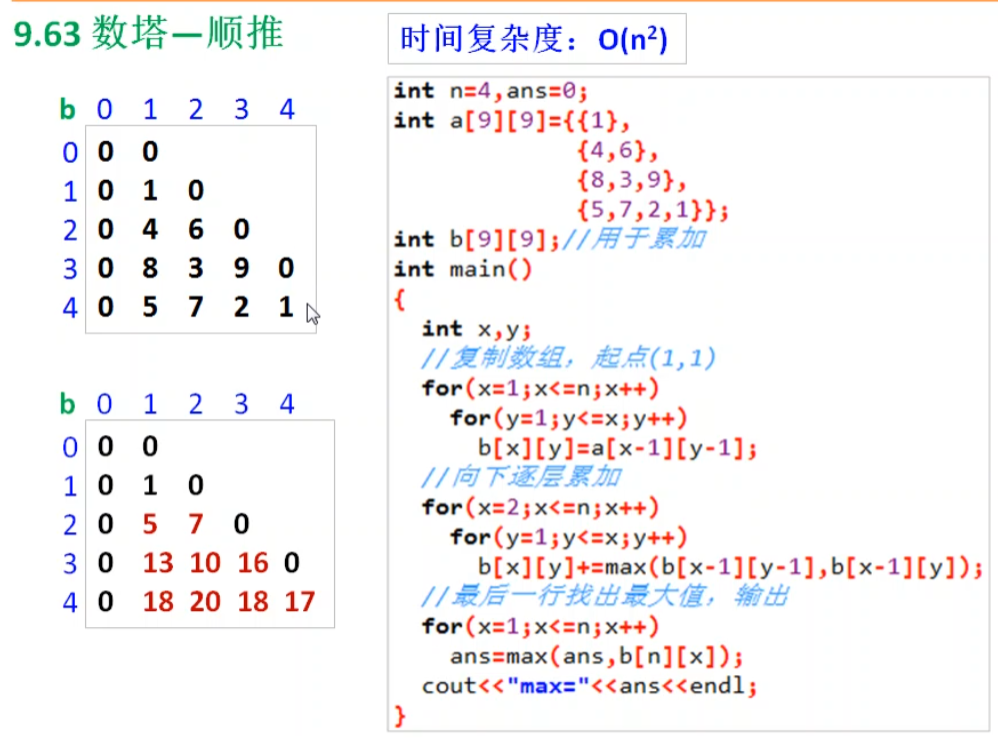 9.63 数塔—顺推
时间复杂度：O(n²)
b 0 1 2 3 4
0 0 0
1 0 1 0
2 0 4 6 0
3 0 8 3 9 0
4 0 5 7 2 1
b 0 1 2 3 4
0 0 0
1 0 1 0
2 0 5 7 0
3 0 13 10 16 0
4 0 18 20 18 17
int n=4,ans=0;
int a[9][9]={{1},
{4,6},
{8,3,9},
{5,7,2,1}};
int b[9][9];//用于累加
int main()
{
int x,y;
//复制数组，起点(1,1)
for(x=1;x<=n;x++)
for(y=1;y<=x;y++)
b[x][y]=a[x-1][y-1];
//向下逐层累加
for(x=2;x<=n;x++)
for(y=1;y<=x;y++)
b[x][y]+=max(b[x-1][y-1],b[x-1][y]);
//最后一行找出最大值，输出
for(x=1;x<=n;x++)
ans=max(ans,b[n][x]);
cout<<"max="<<ans<<endl;
}